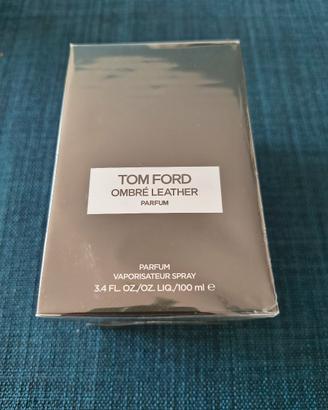 TOM FORD
OMBRÉ LEATHER
PARFUM
PARFUM
VAPORISATEUR SPRAY
3.4 FL. OZ./OZ. LIQ./100 ml ℮